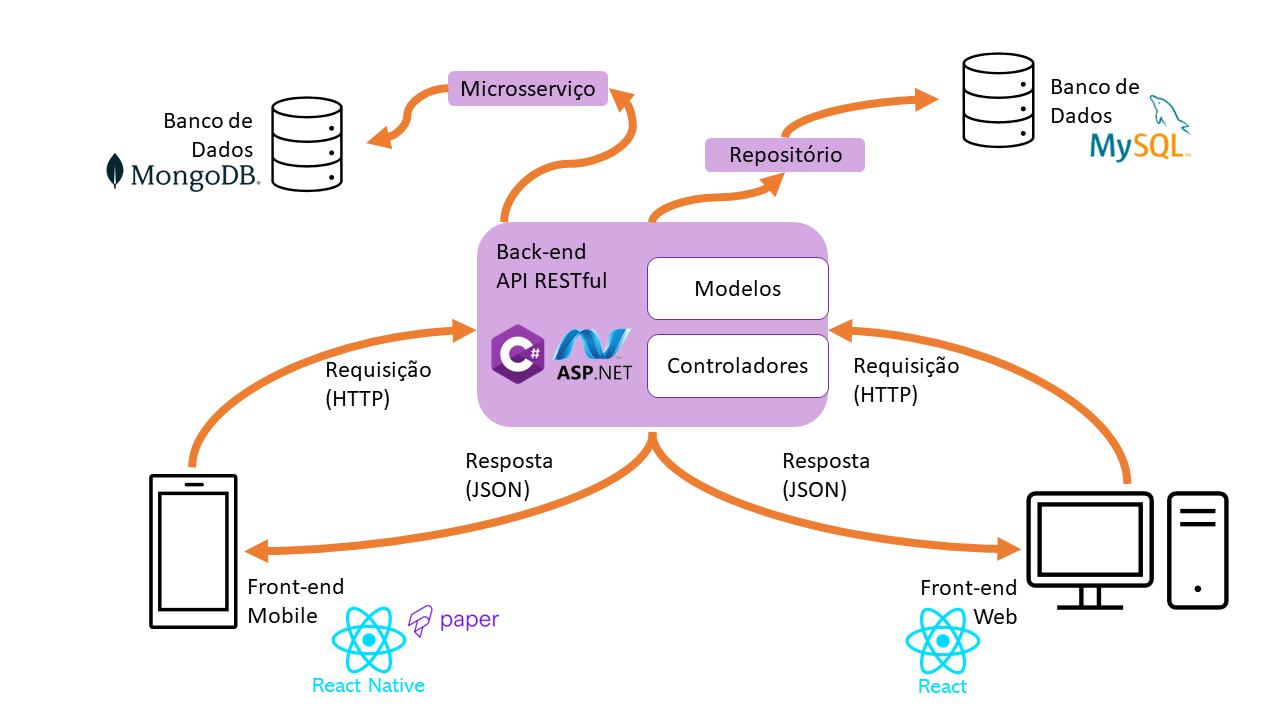 Microsserviço
Banco de
Dados
MongoDB®
Banco de
Dados
MySQL™
Repositório
Back-end
API RESTful
Modelos
C#
ASP.NET
Controladores
Requisição
(HTTP)
Requisição
(HTTP)
Resposta
(JSON)
Resposta
(JSON)
Front-end
Mobile
paper
React Native
Front-end
Web
React